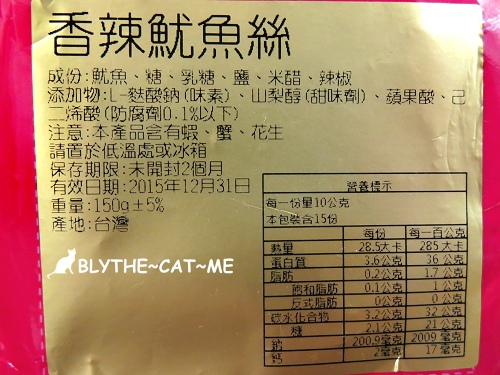 香辣魷魚絲
成份:魷魚、糖、乳糖、鹽、米醋、辣椒
添加物:L-麩酸鈉(味素)、山梨醇(甜味劑)、蘋果酸、己
二烯酸(防腐劑0.1%以下)
注意:本產品含有蝦、蟹、花生
請置於低溫處或冰箱
保存期限:未開封2個月
有效日期:2015年12月31日
重量:150g±5%
產地:台灣
營養標示
每一份量10公克
本包裝含15份
每份 每一百公克
熱量 28.5大卡 285大卡
蛋白質 3.6公克 36公克
脂肪 0.2公克 1.7公克
飽和脂肪 0.1公克 1公克
反式脂肪 0公克 0公克
碳水化合物 3.2公克 32公克
糖 2.1公克 21公克
鈉 200.9毫克 2009毫克
鈣 2毫克 17毫克
BLYTHE~CAT~ME